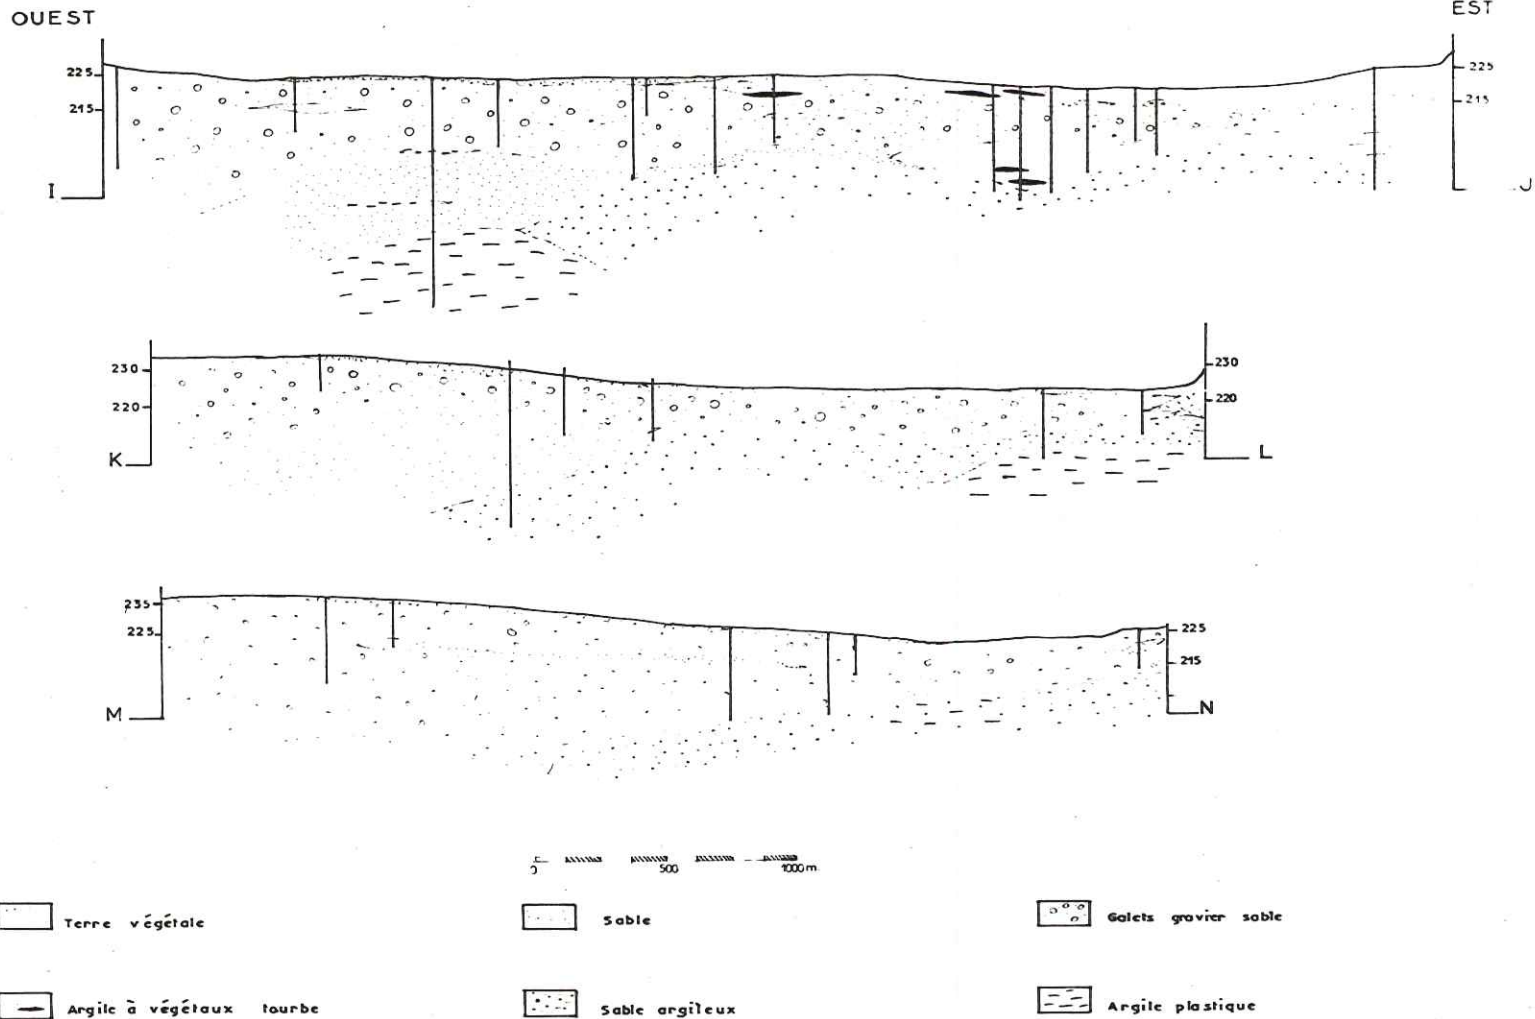 OUEST
EST
225
215
225
215
I
J
230
220
230
220
K
L
235
225
225
215
M
N
0 500 1000m
Terre végétale
Sable
Galets gravier sable
Argile à végétaux tourbe
Sable argileux
Argile plastique